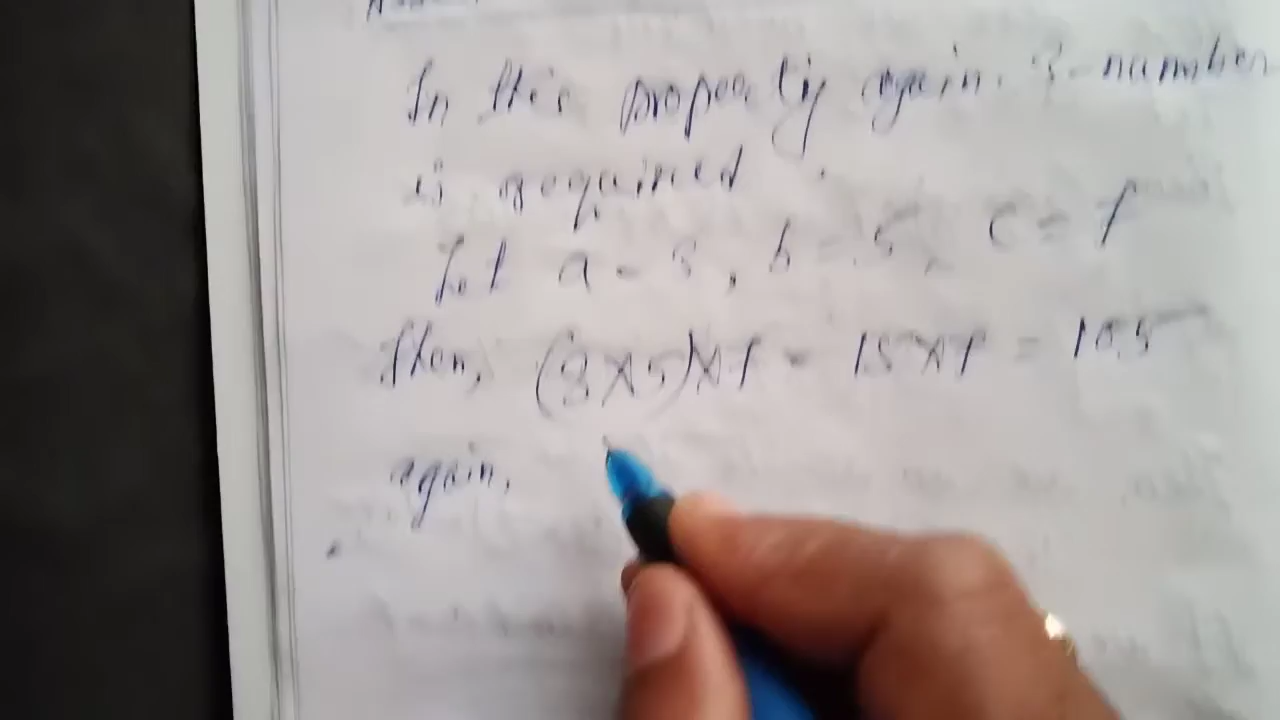 In this property again. 3-number
is required.
Let a = 3, b = 5, c = 7
then, (3×5)×7 = 15×7 = 105
again,